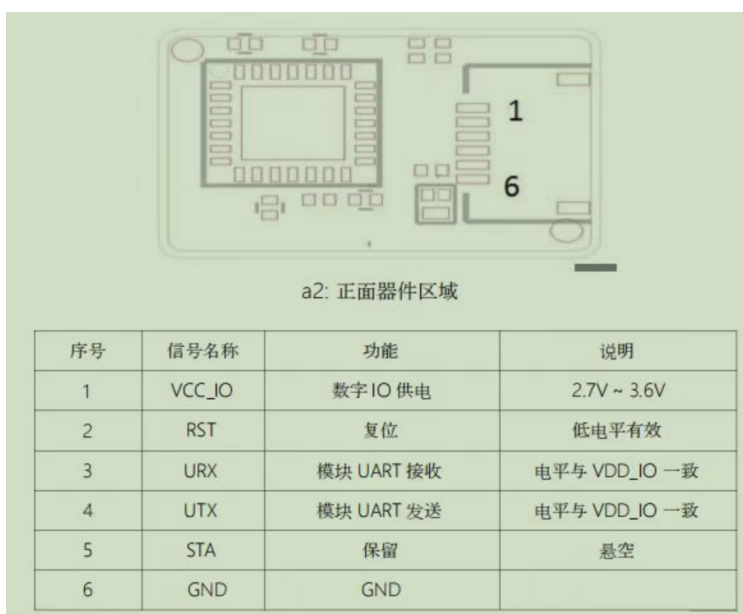 1
6
a2: 正面器件区域
序号 信号名称 功能 说明
1 VCC_IO 数字 IO 供电 2.7V ~ 3.6V
2 RST 复位 低电平有效
3 URX 模块 UART 接收 电平与 VDD_IO 一致
4 UTX 模块 UART 发送 电平与 VDD_IO 一致
5 STA 保留 悬空
6 GND GND